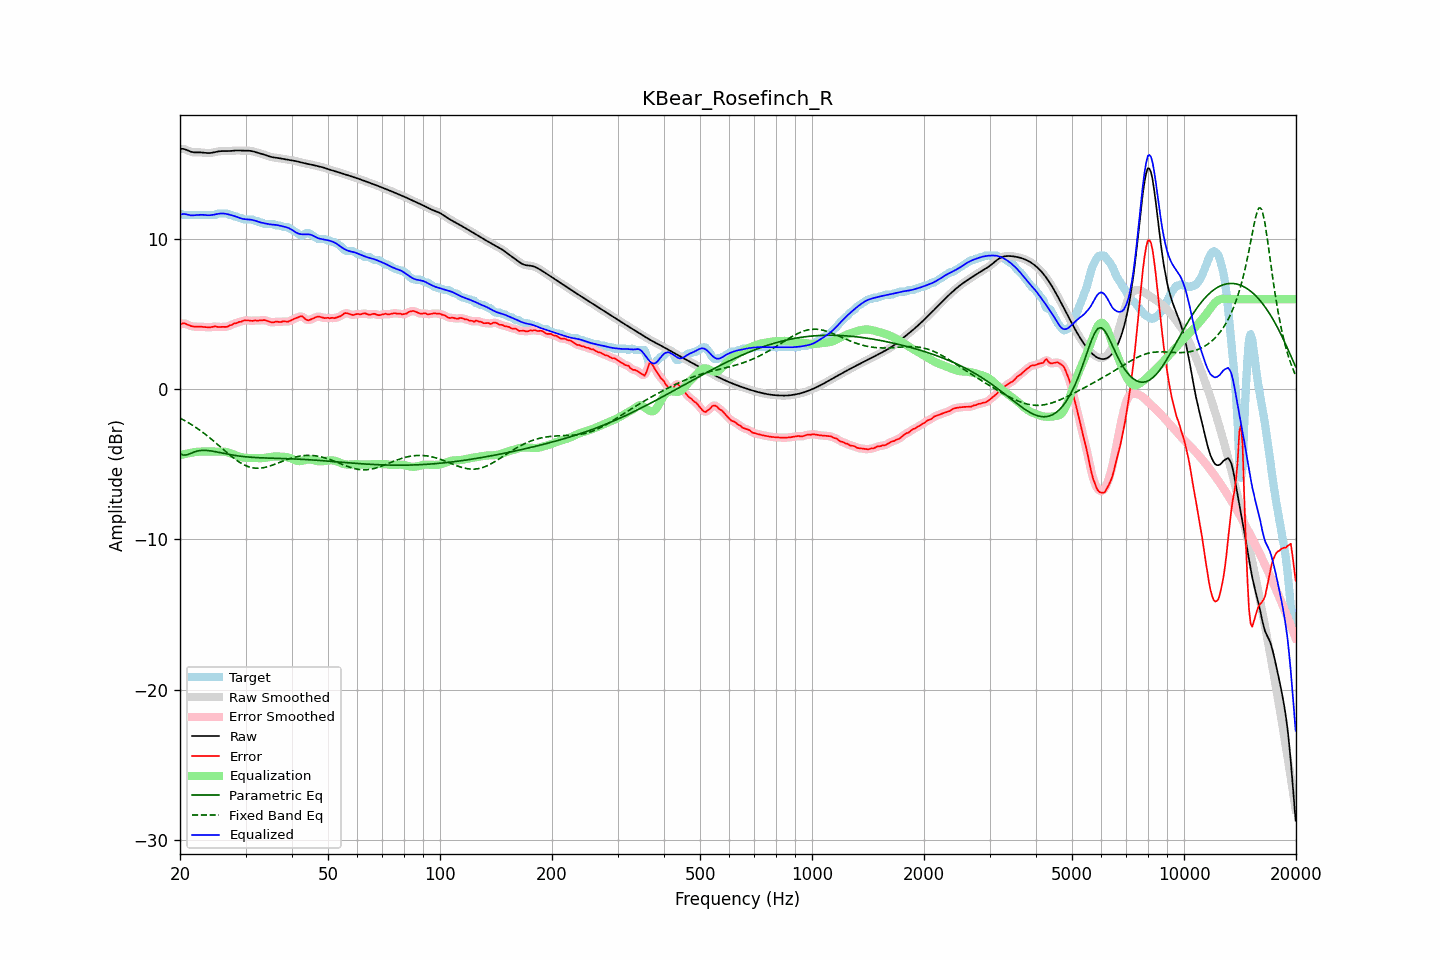 KBear_Rosefinch_R
Amplitude (dBr)
10
0
−10
−20
−30
Target
Raw Smoothed
Error Smoothed
Raw
Error
Equalization
Parametric Eq
Fixed Band Eq
Equalized
20 50 100 200 500 1000 2000 5000 10000 20000
Frequency (Hz)